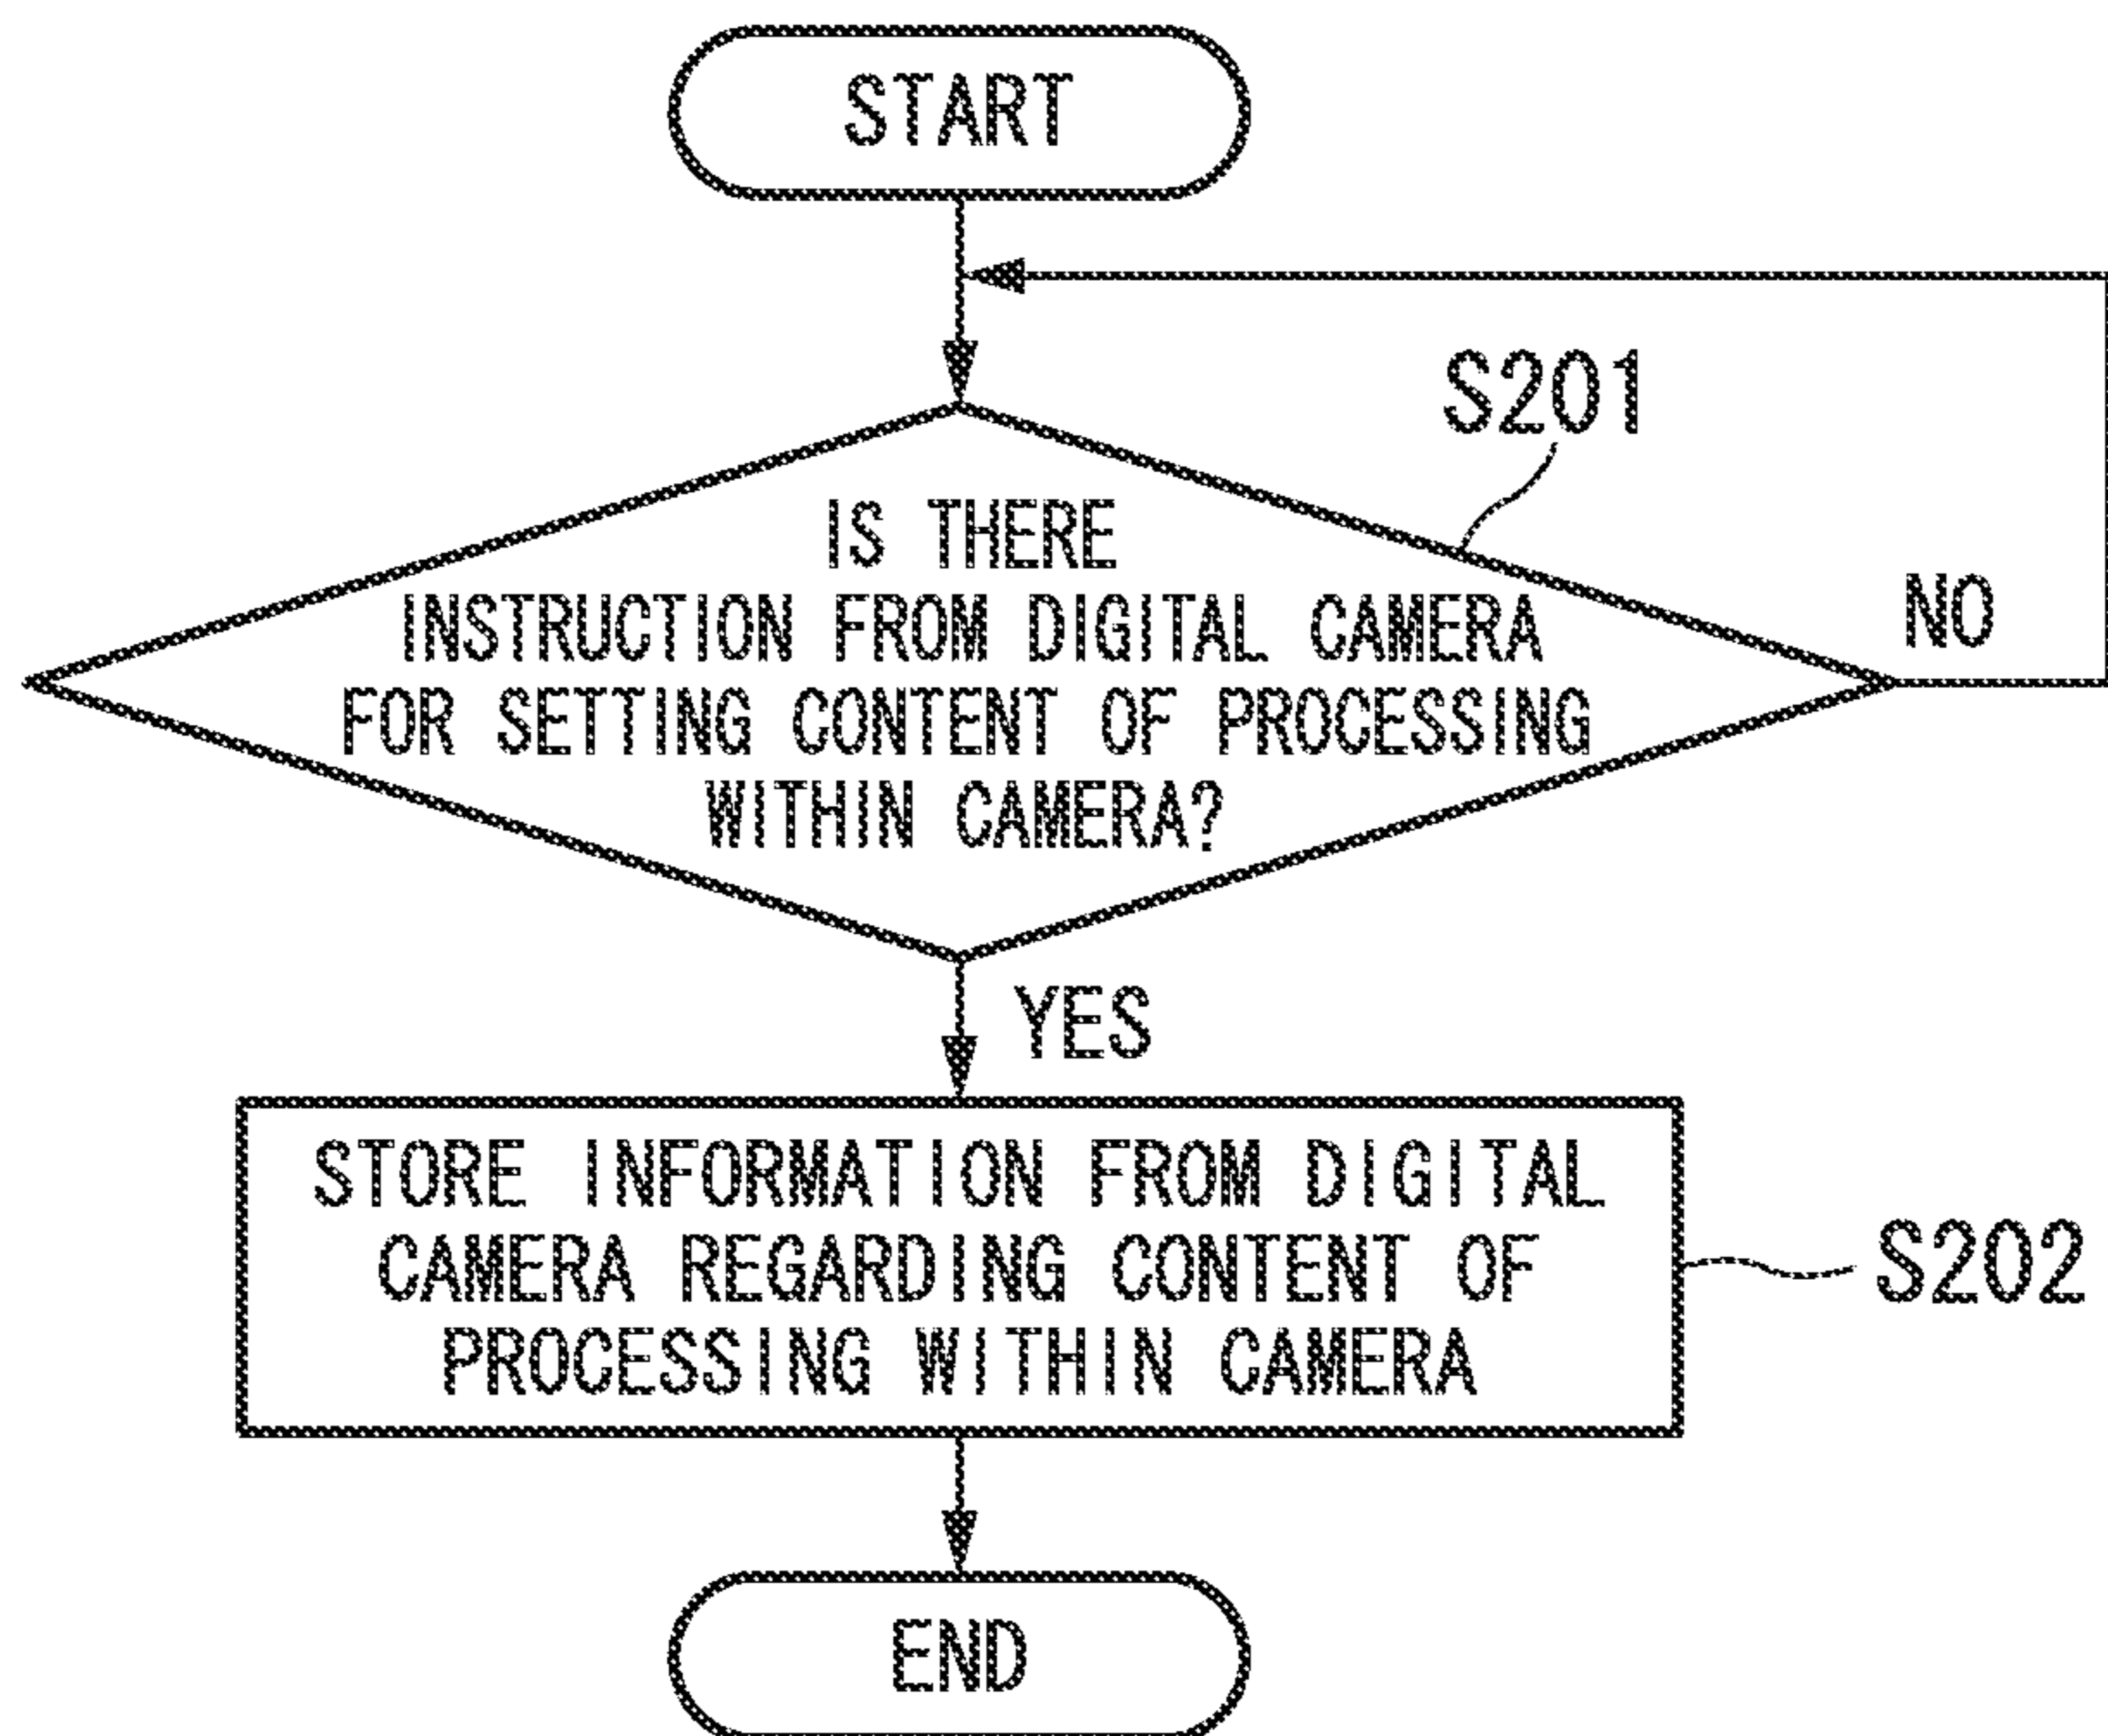 START
S201
IS THERE
INSTRUCTION FROM DIGITAL CAMERA
FOR SETTING CONTENT OF PROCESSING
WITHIN CAMERA?
NO
YES
STORE INFORMATION FROM DIGITAL
CAMERA REGARDING CONTENT OF
PROCESSING WITHIN CAMERA
S202
END